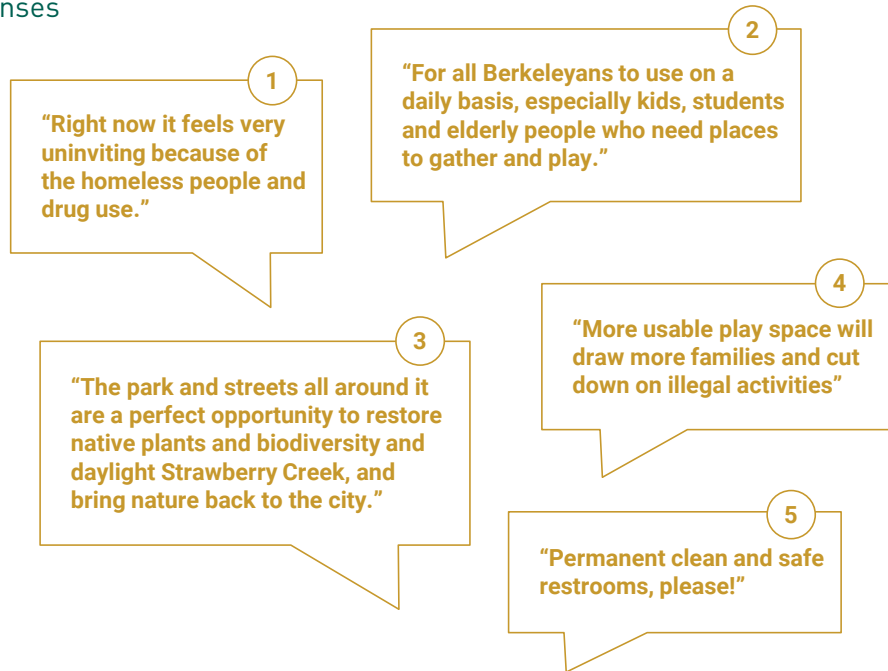 nses
1
“Right now it feels very
uninviting because of
the homeless people and
drug use.”
2
“For all Berkeleyans to use on a
daily basis, especially kids, students
and elderly people who need places
to gather and play.”
3
“The park and streets all around it
are a perfect opportunity to restore
native plants and biodiversity and
daylight Strawberry Creek, and
bring nature back to the city.”
4
“More usable play space will
draw more families and cut
down on illegal activities”
5
“Permanent clean and safe
restrooms, please!”